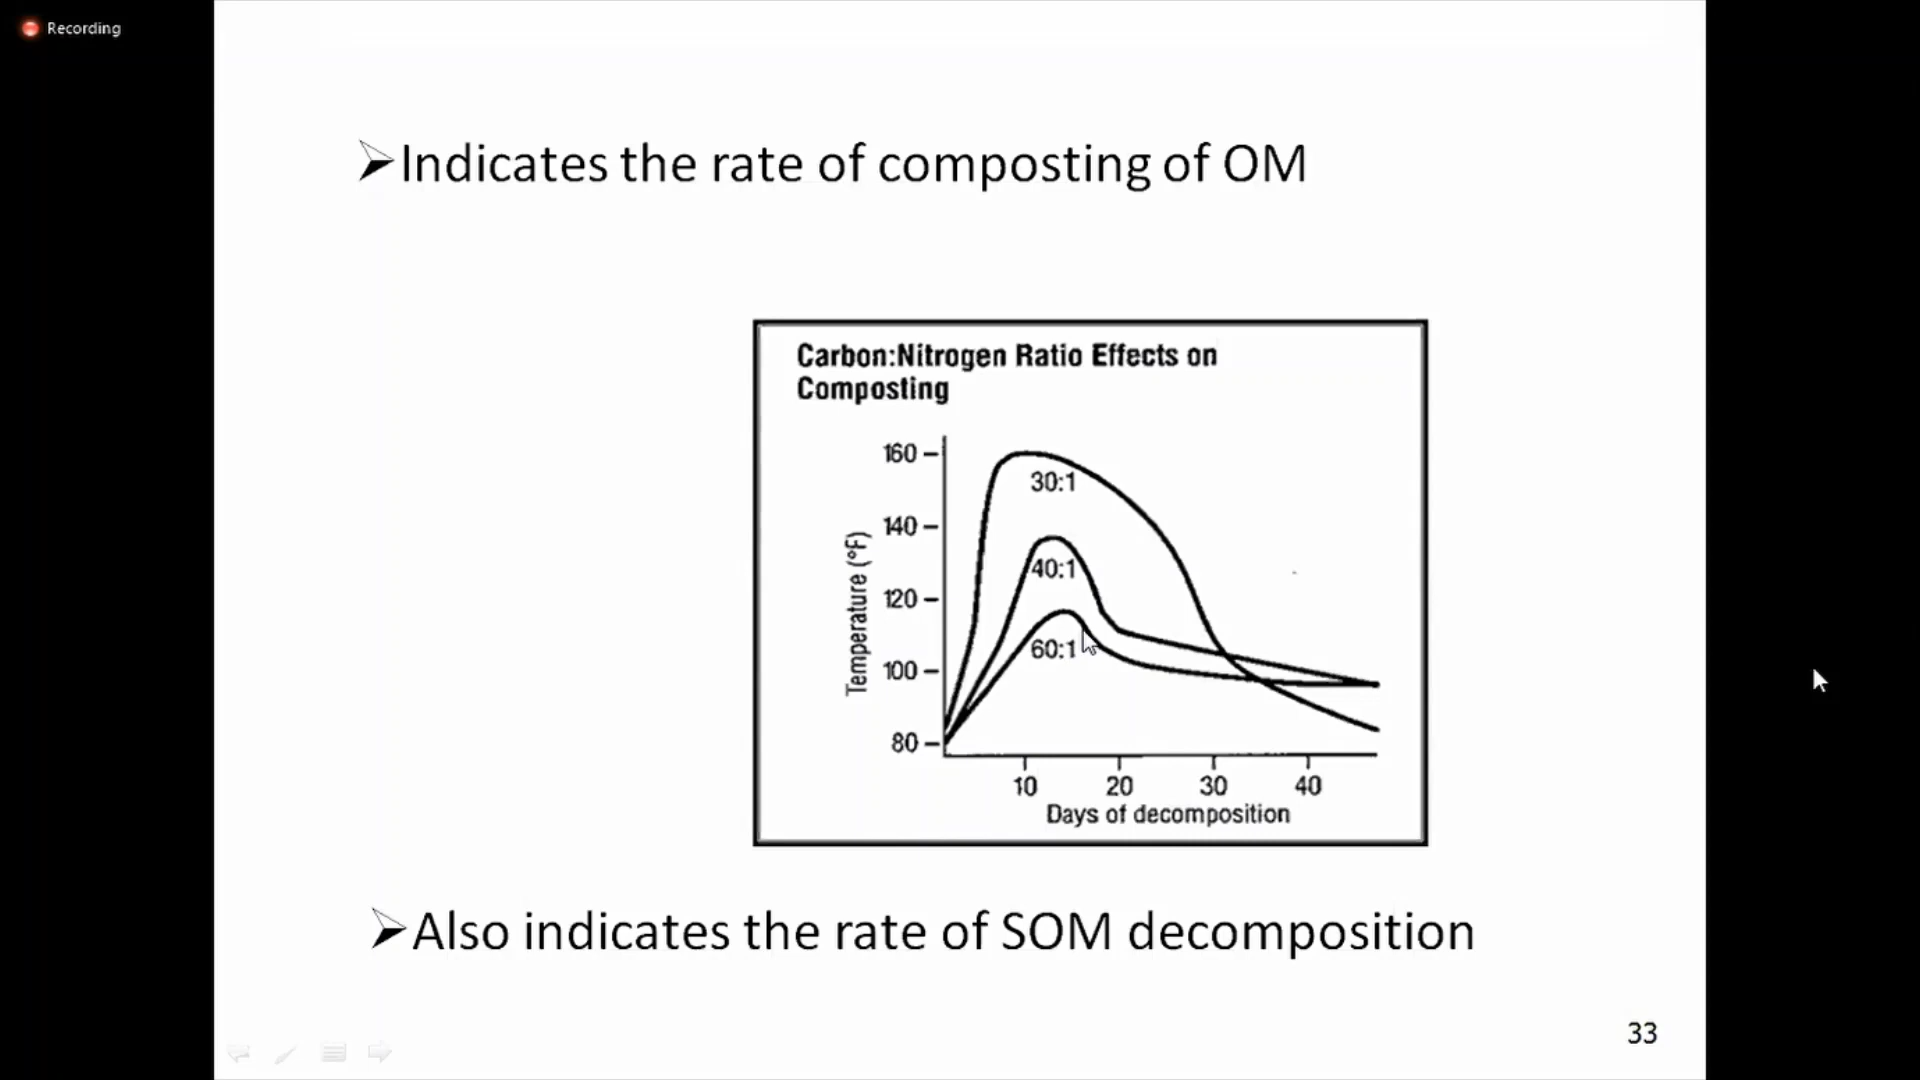 Recording
➢Indicates the rate of composting of OM
Carbon:Nitrogen Ratio Effects on
Composting
Temperature (°F)
160
140
120
100
80
30:1
40:1
60:1
10 20 30 40
Days of decomposition
➢Also indicates the rate of SOM decomposition
33